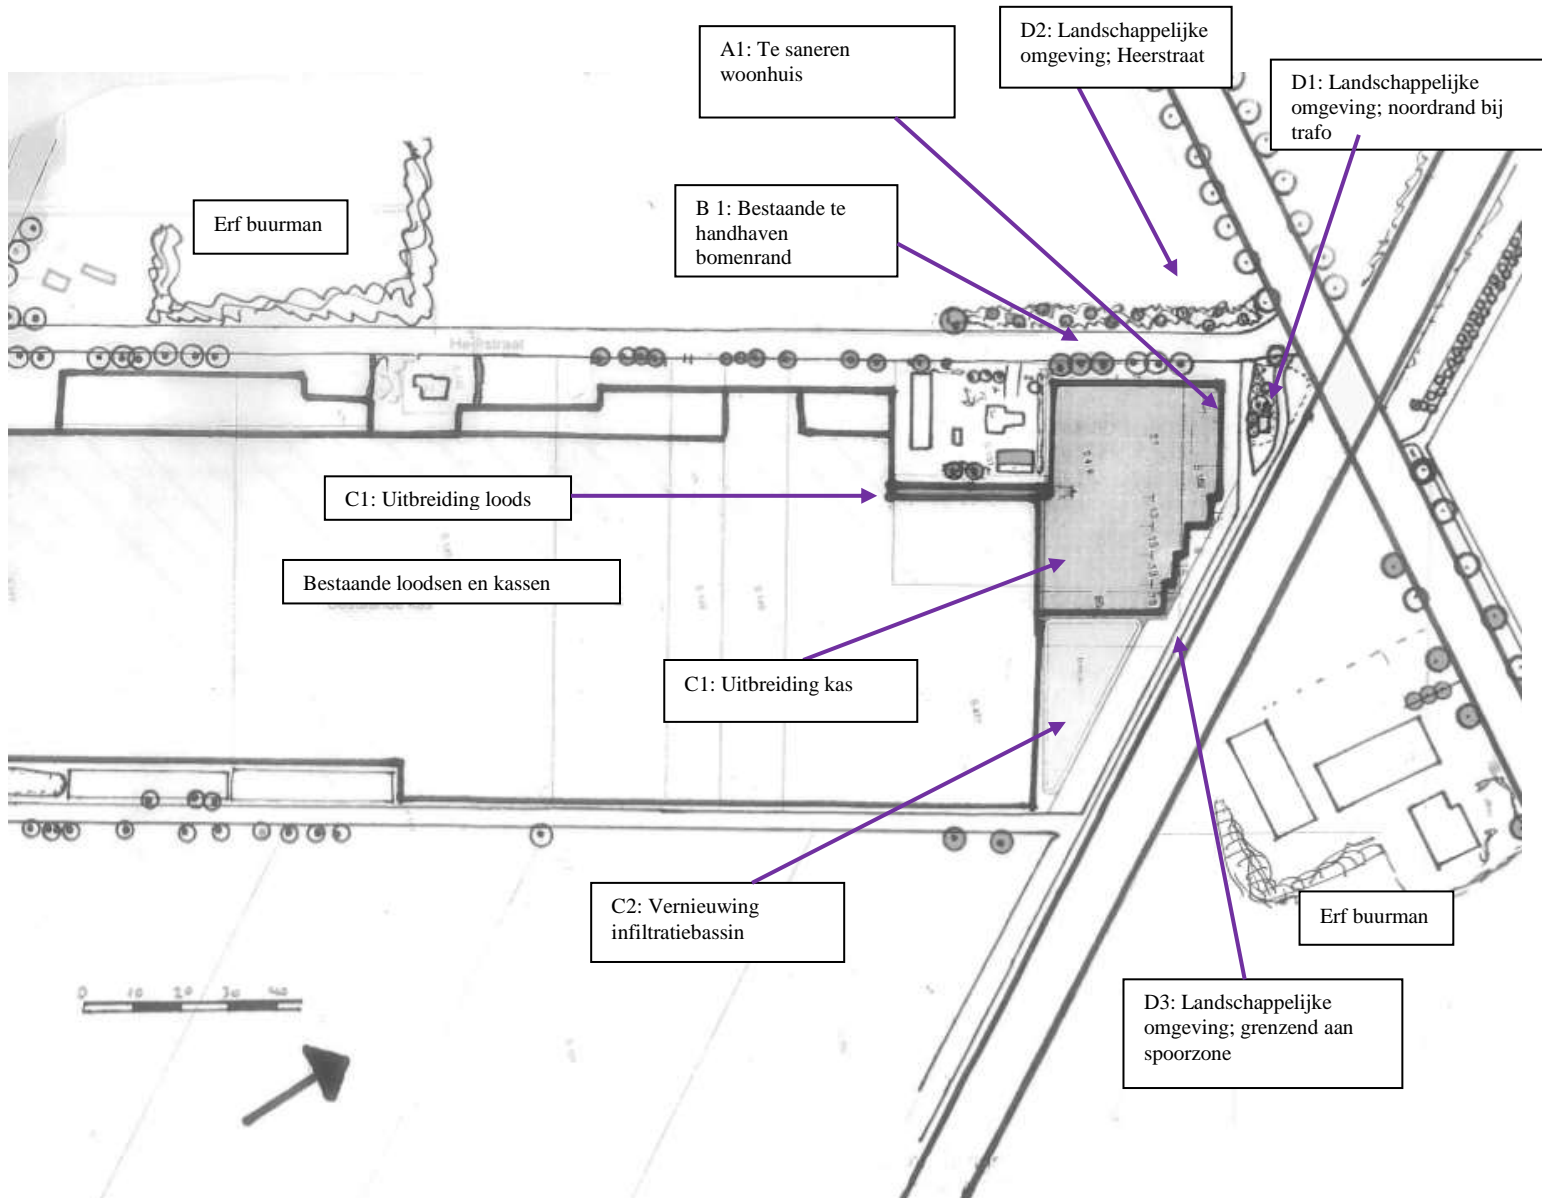 D2: Landschappelijke
omgeving; Heerstraat
A1: Te saneren
woonhuis
D1: Landschappelijke
omgeving; noordrand bij
trafo
B 1: Bestaande te
handhaven
bomenrand
Erf buurman
Heerstraat
C1: Uitbreiding loods
Bestaande loodsen en kassen
C1: Uitbreiding kas
C2: Vernieuwing
infiltratiebassin
Erf buurman
D3: Landschappelijke
omgeving; grenzend aan
spoorzone
0 10 20 30 40